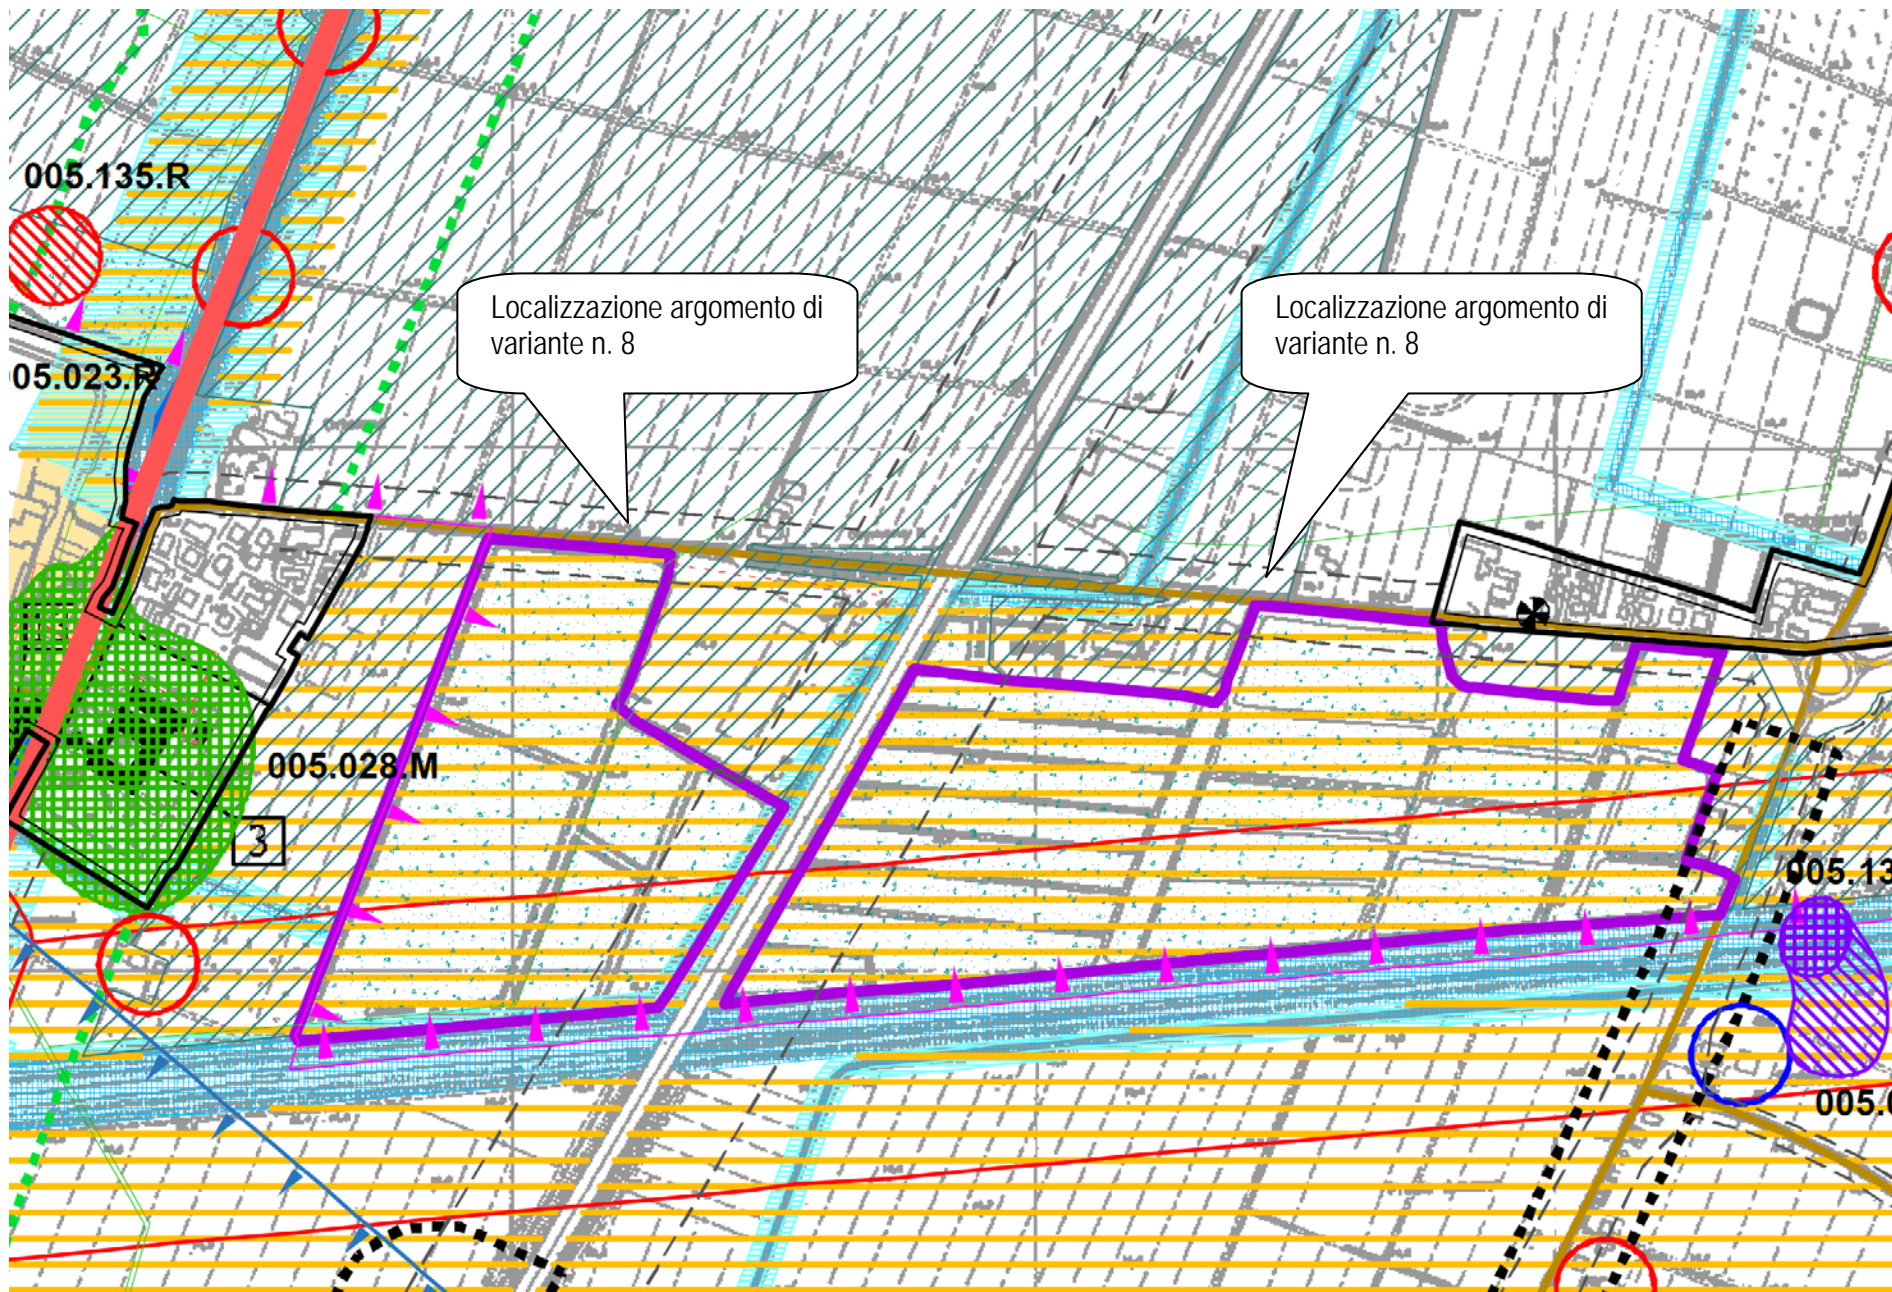 005.135.R
Localizzazione argomento di
variante n. 8
Localizzazione argomento di
variante n. 8
05.023.R
005.028.M
3
005.13
005.0